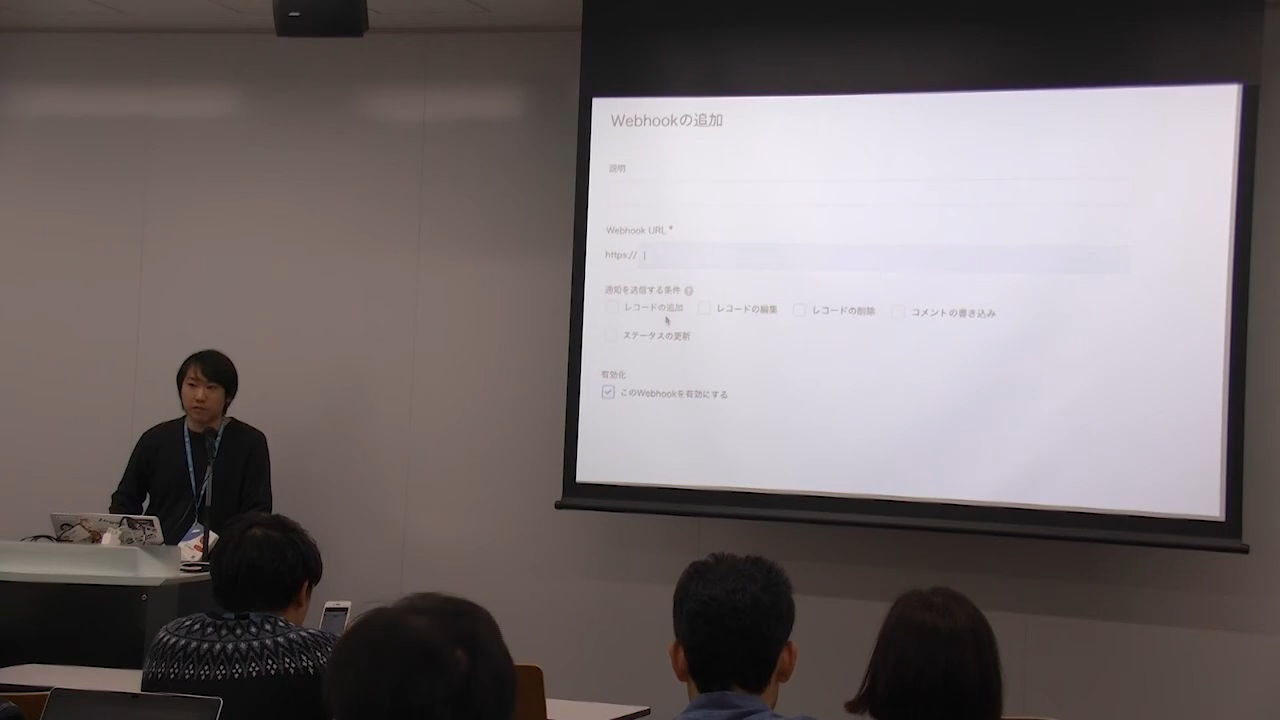 Webhookの追加
説明
Webhook URL *
https://
通知を送信する条件 ?
レコードの追加 レコードの編集 レコードの削除 コメントの書き込み
ステータスの更新
有効化
このWebhookを有効にする